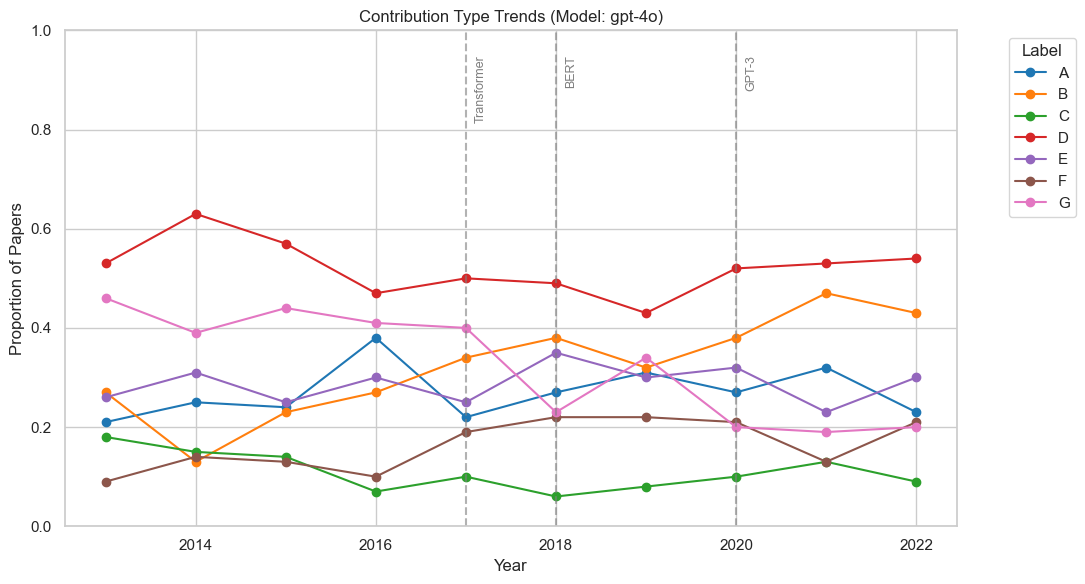 Contribution Type Trends (Model: gpt-4o)
Proportion of Papers
1.0
0.8
0.6
0.4
0.2
0.0
Transformer
BERT
GPT-3
2014
2016
2018
2020
2022
Year
Label
A
B
C
D
E
F
G